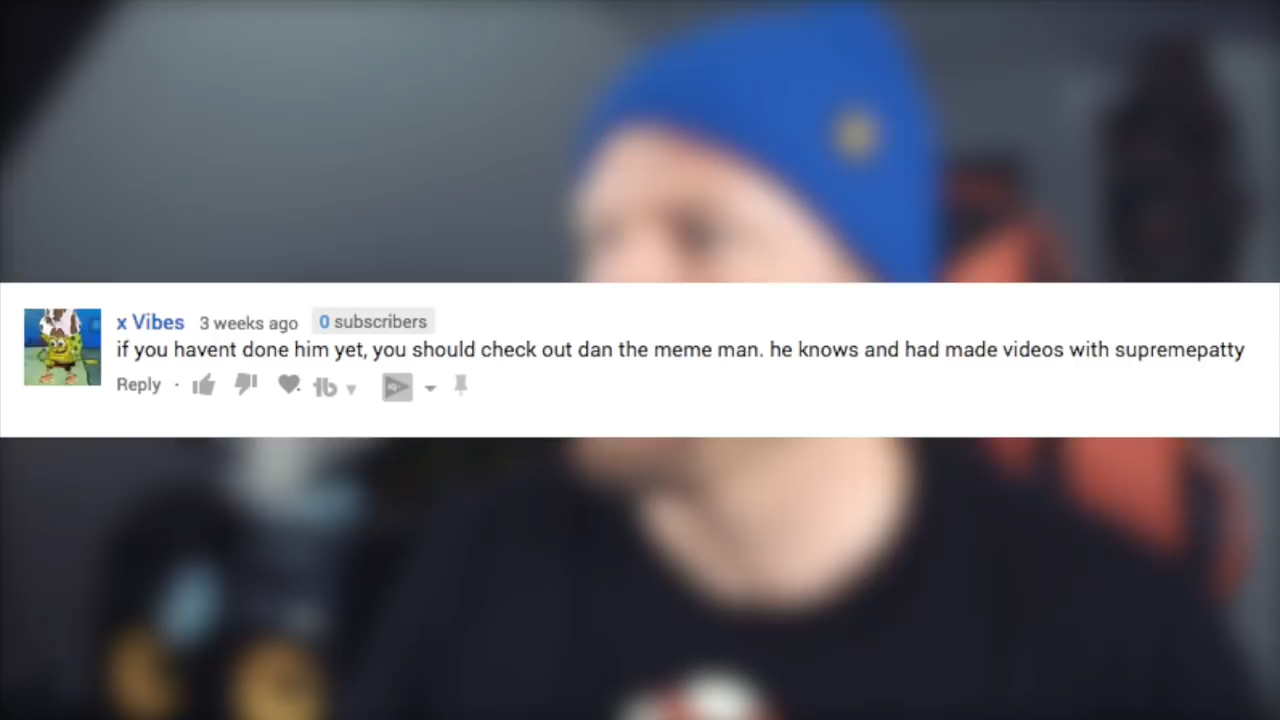 x Vibes 3 weeks ago 0 subscribers
if you havent done him yet, you should check out dan the meme man. he knows and had made videos with supremepatty
Reply ·